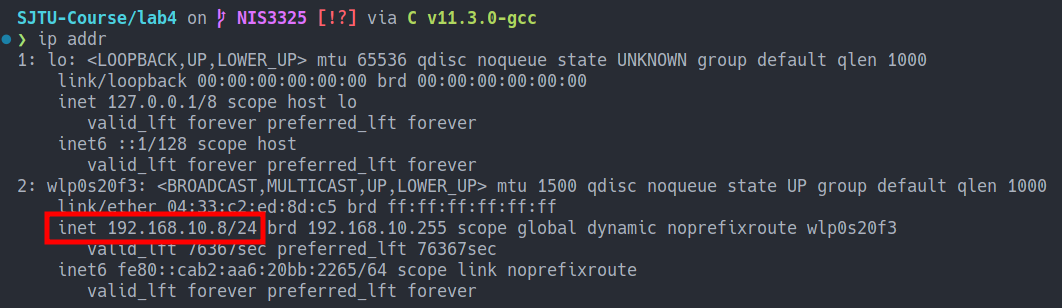 SJTU-Course/lab4 on NIS3325 [!?] via C v11.3.0-gcc
❯ ip addr
1: lo: <LOOPBACK,UP,LOWER_UP> mtu 65536 qdisc noqueue state UNKNOWN group default qlen 1000
link/loopback 00:00:00:00:00:00 brd 00:00:00:00:00:00
inet 127.0.0.1/8 scope host lo
valid_lft forever preferred_lft forever
inet6 ::1/128 scope host
valid_lft forever preferred_lft forever
2: wlp0s20f3: <BROADCAST,MULTICAST,UP,LOWER_UP> mtu 1500 qdisc noqueue state UP group default qlen 1000
link/ether 04:33:c2:ed:8d:c5 brd ff:ff:ff:ff:ff:ff
inet 192.168.10.8/24 brd 192.168.10.255 scope global dynamic noprefixroute wlp0s20f3
valid_lft 76367sec preferred_lft 76367sec
inet6 fe80::cab2:aa6:20bb:2265/64 scope link noprefixroute
valid_lft forever preferred_lft forever